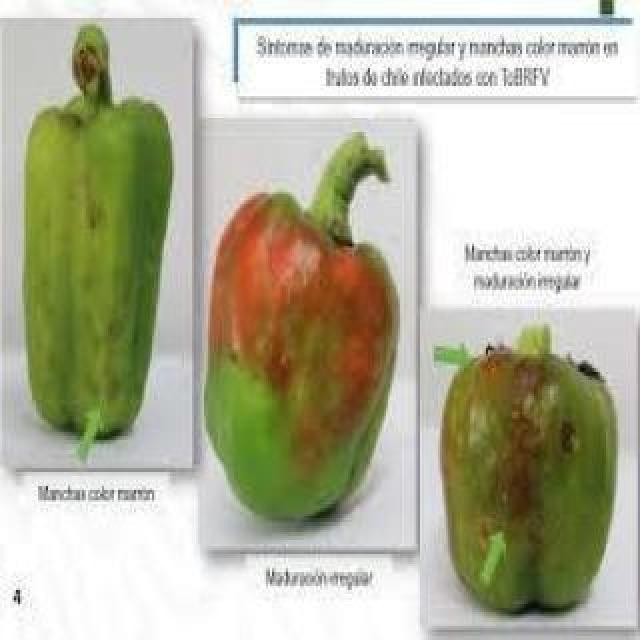 Síntomas de maduración irregular y manchas color marrón en
frutos de chile infectados con ToBRFV
Manchas color marrón y
maduración irregular
Manchas color marrón
Maduración irregular
4